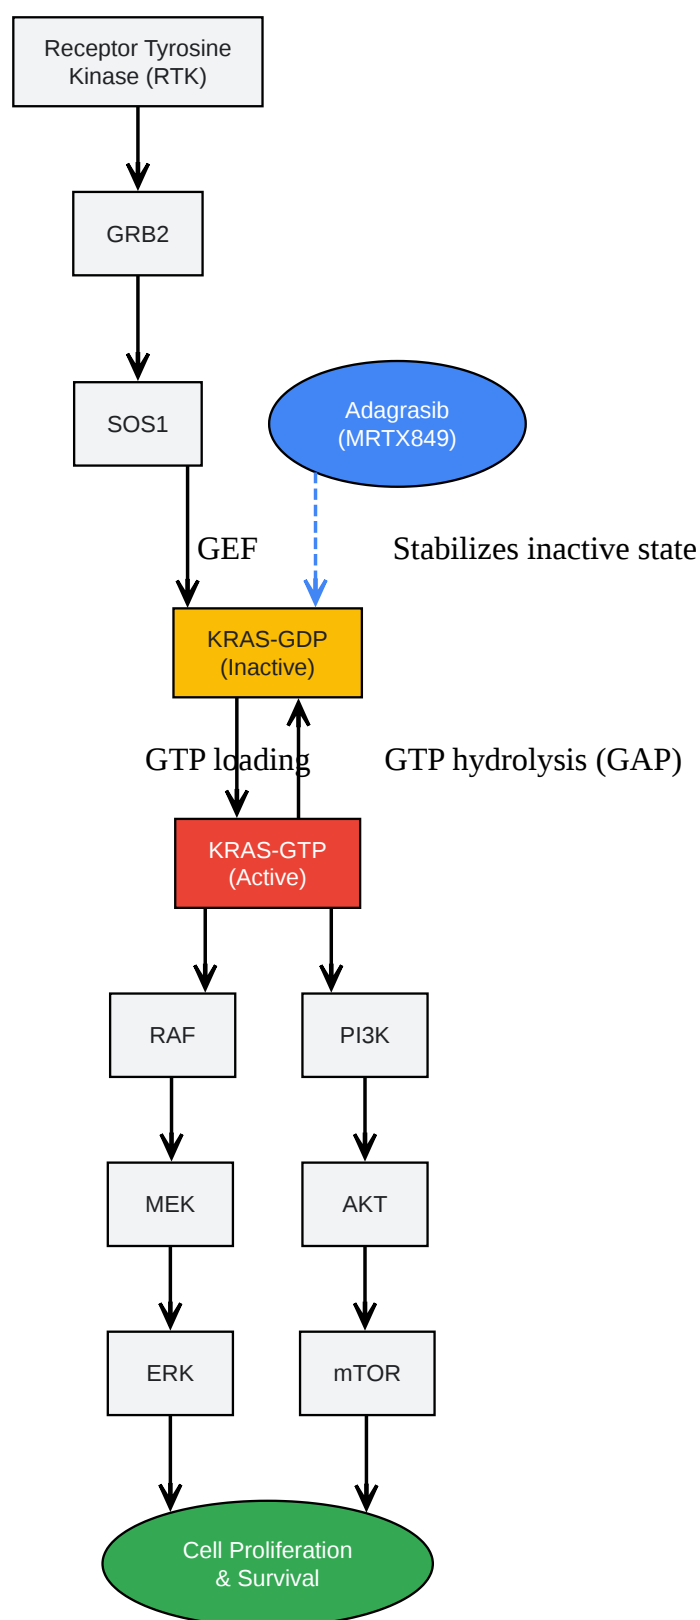 Receptor Tyrosine
Kinase (RTK)
GRB2
SOS1
Adagrasib
(MRTX849)
GEF
Stabilizes inactive state
KRAS-GDP
(Inactive)
GTP loading
GTP hydrolysis (GAP)
KRAS-GTP
(Active)
RAF
PI3K
MEK
AKT
ERK
mTOR
Cell Proliferation
& Survival